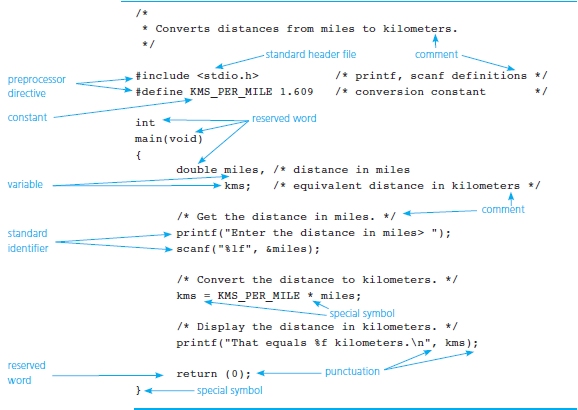 /*
 * Converts distances from miles to kilometers.
 */
standard header file comment
preprocessor
directive
#include <stdio.h> /* printf, scanf definitions */
#define KMS_PER_MILE 1.609 /* conversion constant */
constant
reserved word
int
main(void)
{
double miles, /* distance in miles
variable
kms; /* equivalent distance in kilometers */
comment
/* Get the distance in miles. */
standard
identifier
printf("Enter the distance in miles> ");
scanf("%lf", &miles);
/* Convert the distance to kilometers. */
kms = KMS_PER_MILE * miles;
special symbol
/* Display the distance in kilometers. */
printf("That equals %f kilometers.\n", kms);
reserved
word
return (0);
punctuation
}
special symbol